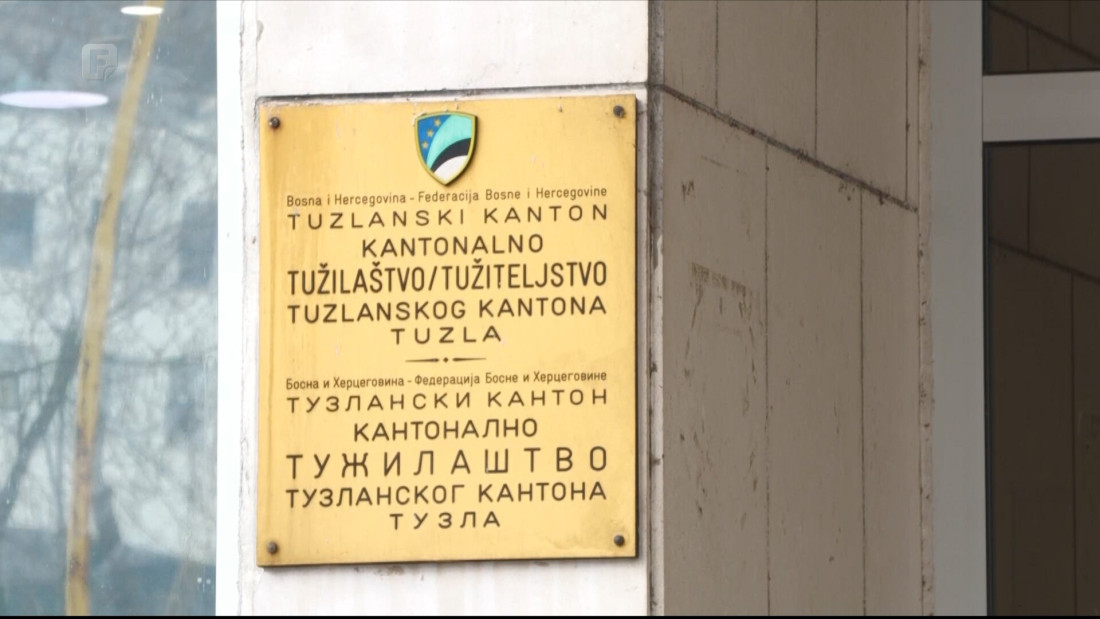 Bosna i Hercegovina - Federacija Bosne i Hercegovine
TUZLANSKI KANTON
KANTONALNO
TUŽILAŠTVO/TUŽITELJSTVO
TUZLANSKOG KANTONA
TUZLA
Босна и Херцеговина - Федерација Босне и Херцеговине
ТУЗЛАНСКИ КАНТОН
КАНТОНАЛНО
ТУЖИЛАШТВО
ТУЗЛАНСКОГ КАНТОНА
ТУЗЛА